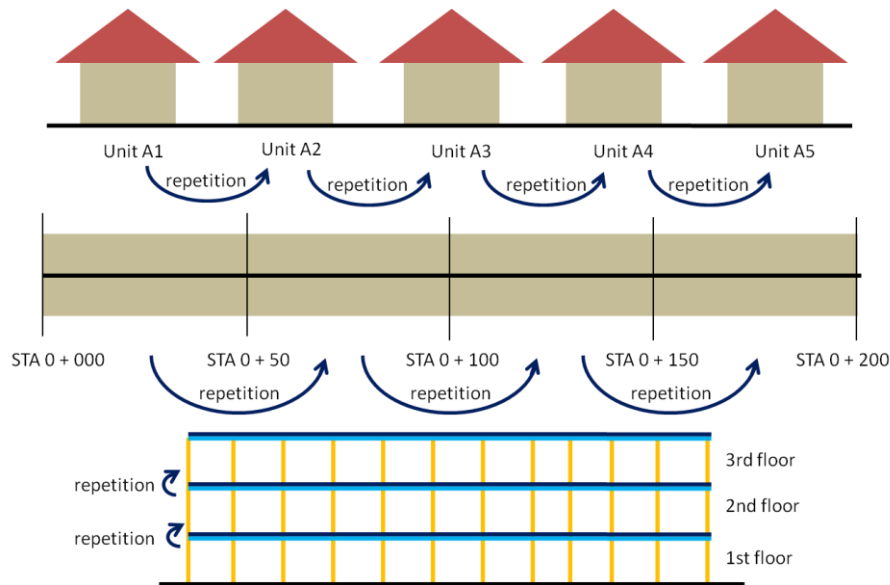 Unit A1 Unit A2 Unit A3 Unit A4 Unit A5
repetition repetition repetition repetition
STA 0 + 000 STA 0 + 50 STA 0 + 100 STA 0 + 150 STA 0 + 200
repetition repetition repetition
3rd floor
repetition
2nd floor
repetition
1st floor